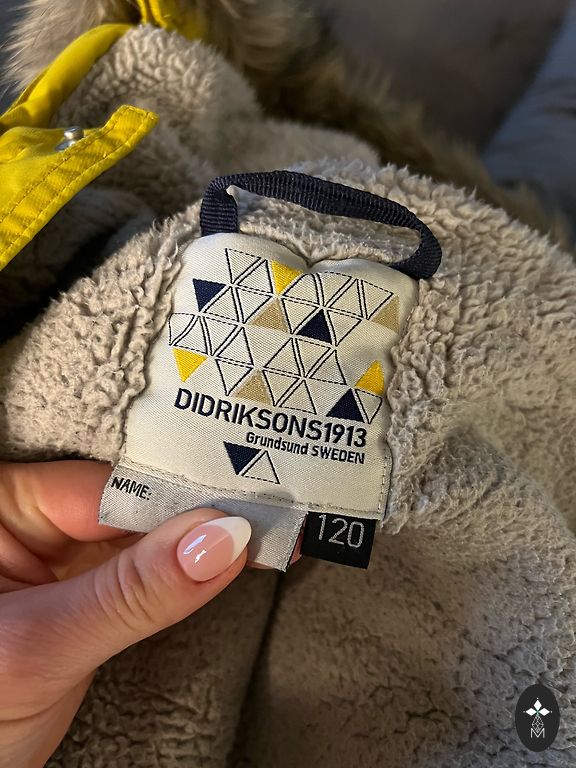 DIDRIKSONS1913
Grundsund SWEDEN
NAME:
120
M